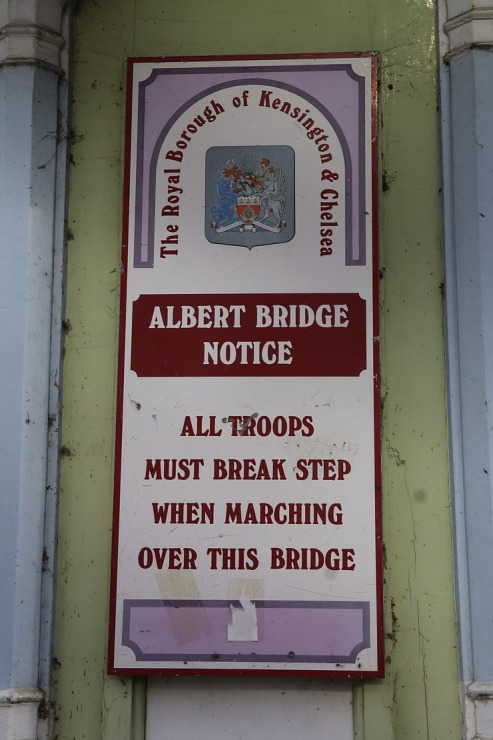 The Royal Borough of Kensington & Chelsea
ALBERT BRIDGE
NOTICE
ALL TROOPS
MUST BREAK STEP
WHEN MARCHING
OVER THIS BRIDGE